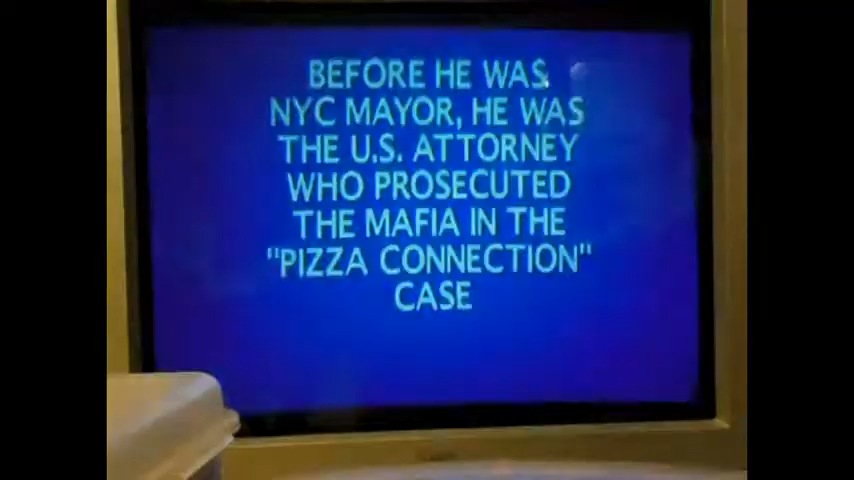 BEFORE HE WAS
NYC MAYOR, HE WAS
THE U.S. ATTORNEY
WHO PROSECUTED
THE MAFIA IN THE
"PIZZA CONNECTION"
CASE